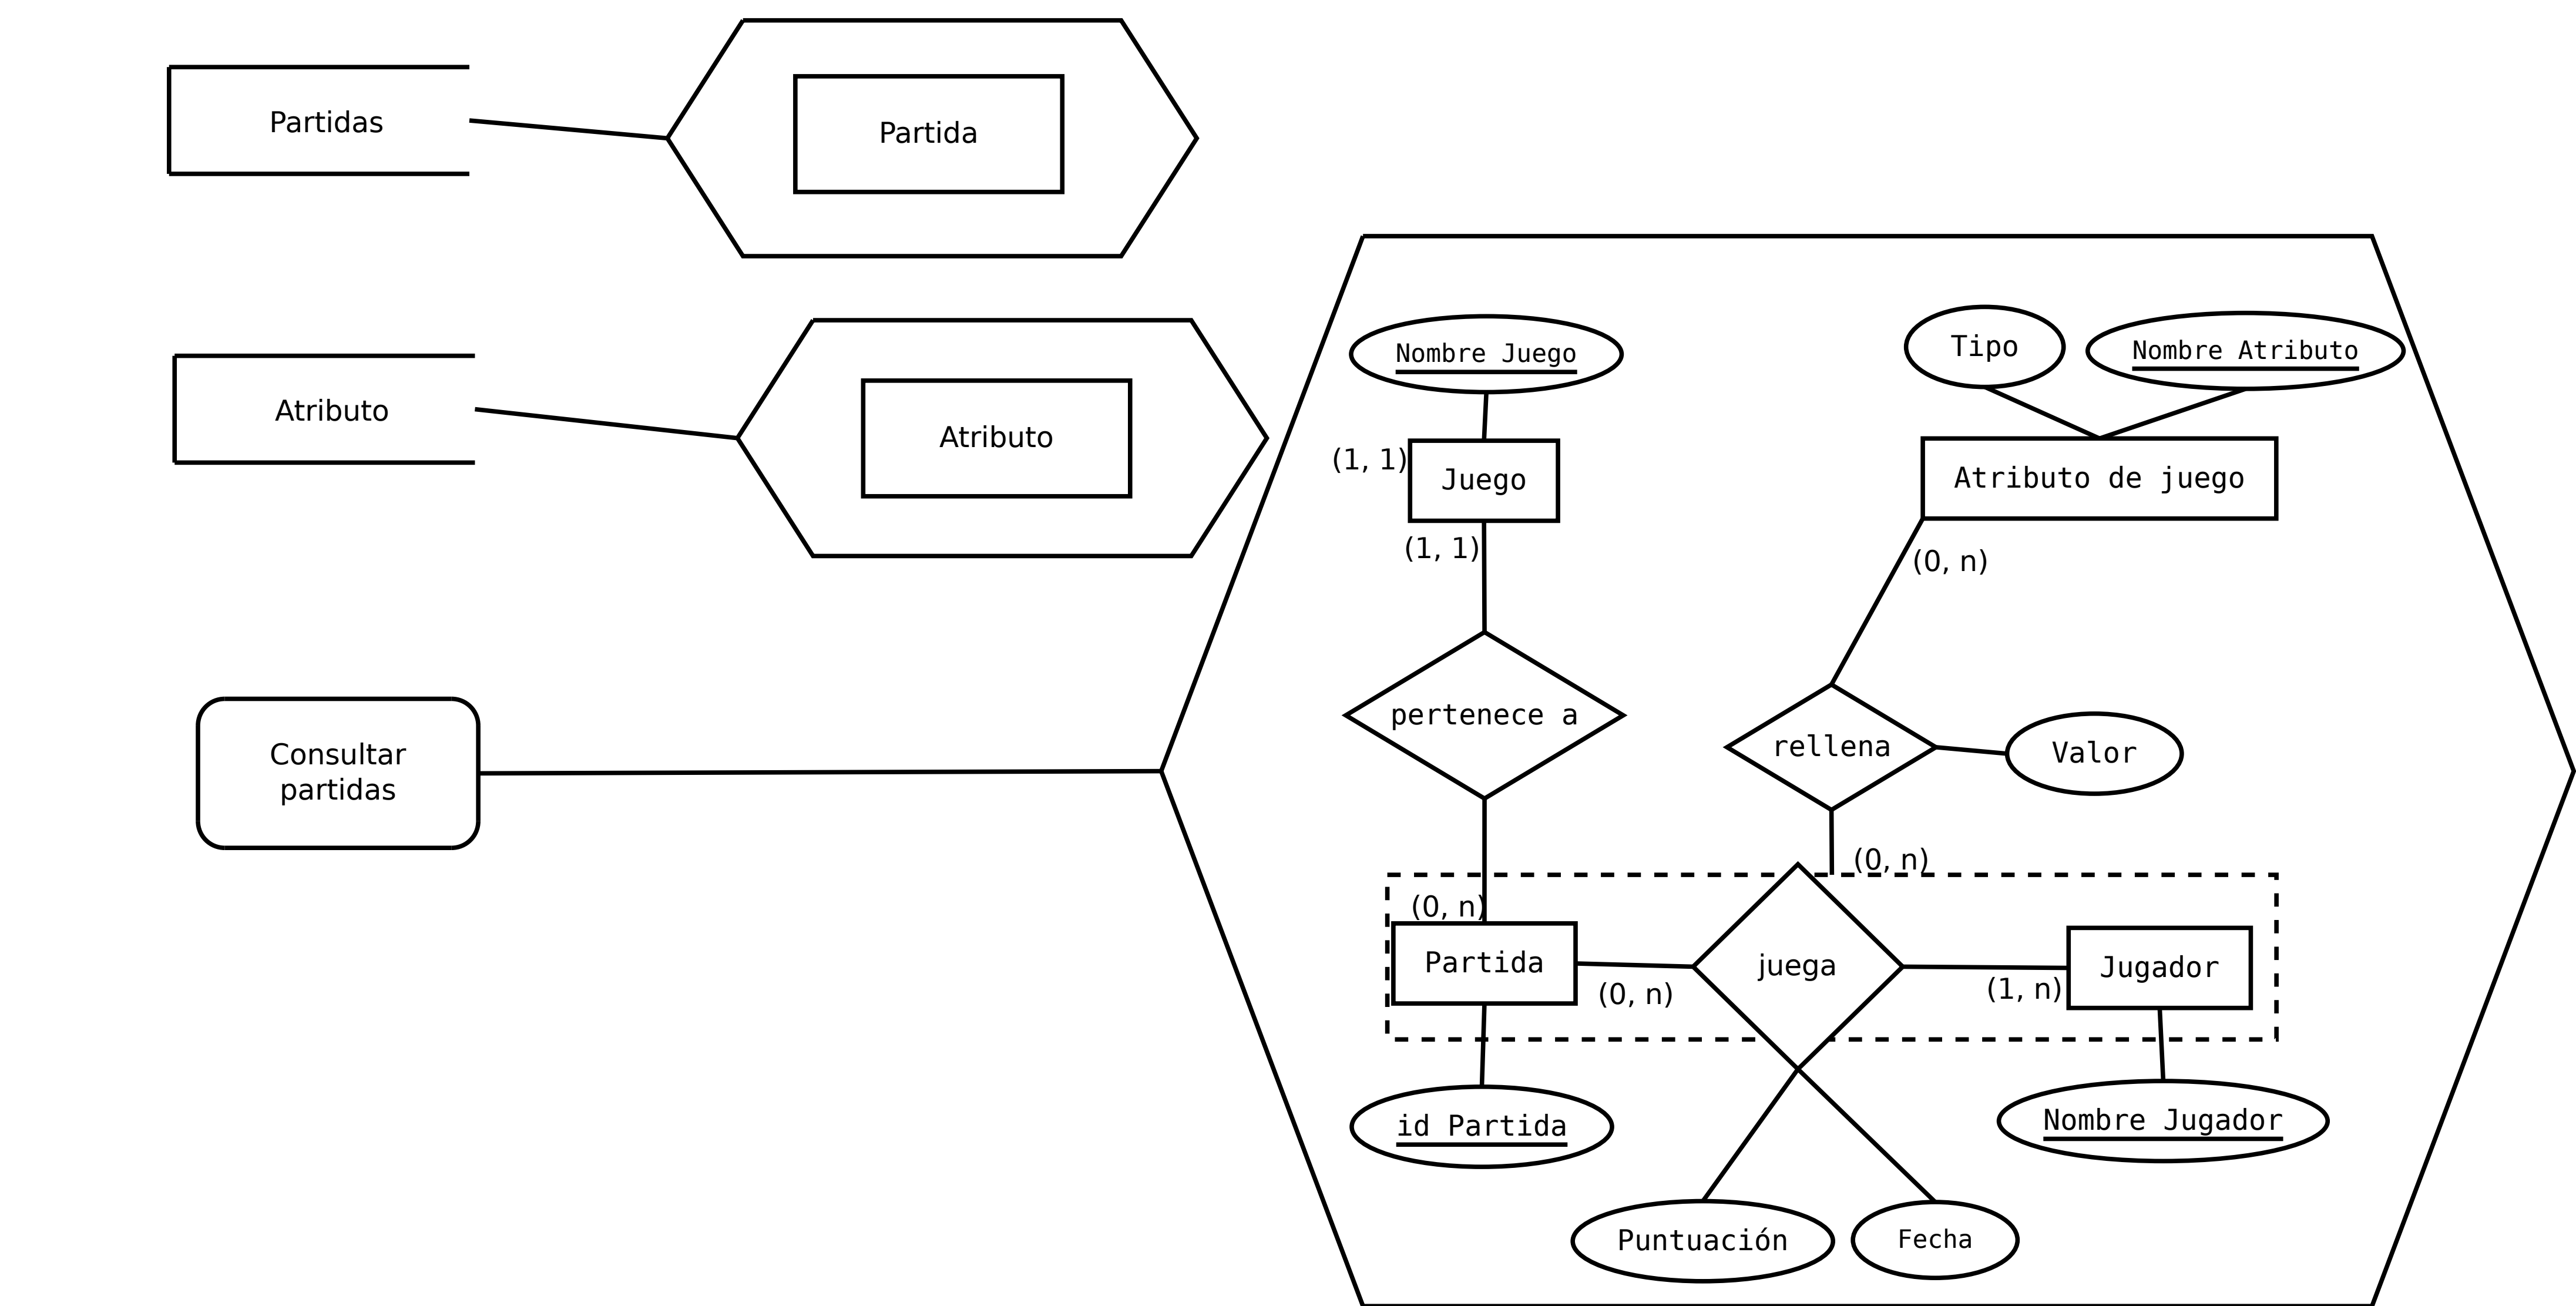 Partidas
Partida
Atributo
Atributo
Consultar
partidas
Nombre Juego
Tipo
Nombre Atributo
(1, 1)
Juego
Atributo de juego
(1, 1)
(0, n)
pertenece a
rellena
Valor
(0, n)
(0, n)
Partida
juega
Jugador
(0, n)
(1, n)
id Partida
Nombre Jugador
Puntuación
Fecha